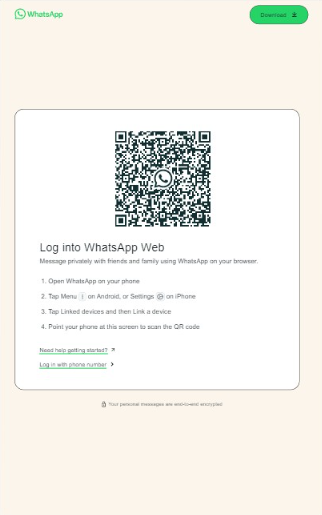 WhatsApp
Download
Log into WhatsApp Web
Message privately with friends and family using WhatsApp on your browser.
1. Open WhatsApp on your phone
2. Tap Menu on Android, or Settings on iPhone
3. Tap Linked devices and then Link a device
4. Point your phone at this screen to scan the QR code
Need help getting started?
Log in with phone number
Your personal messages are end-to-end encrypted